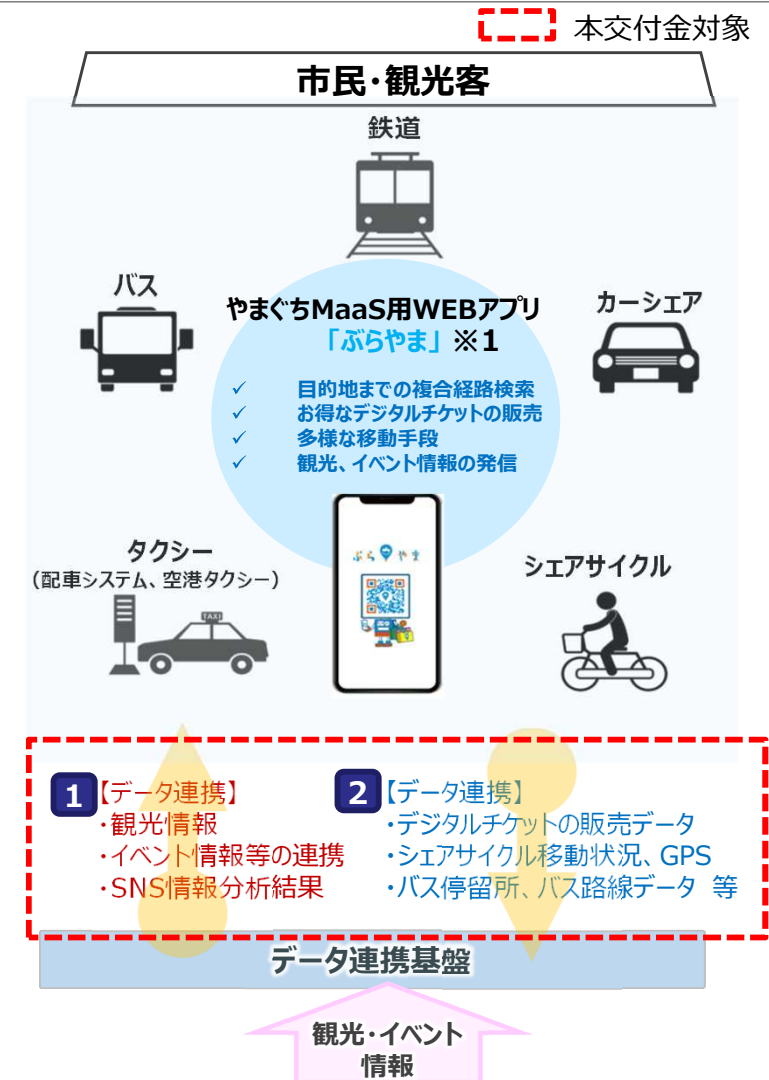 本交付金対象
市民・観光客
鉄道
バス
カーシェア
やまぐちMaaS用WEBアプリ
「ぶらやま」 ※1
✓ 目的地までの複合経路検索
✓ お得なデジタルチケットの販売
✓ 多様な移動手段
✓ 観光、イベント情報の発信
タクシー
（配車システム、空港タクシー）
シェアサイクル
TAXI
ぶらやま
1 【データ連携】
・観光情報
・イベント情報等の連携
・SNS情報分析結果
2 【データ連携】
・デジタルチケットの販売データ
・シェアサイクル移動状況、GPS
・バス停留所、バス路線データ 等
データ連携基盤
観光・イベント
情報